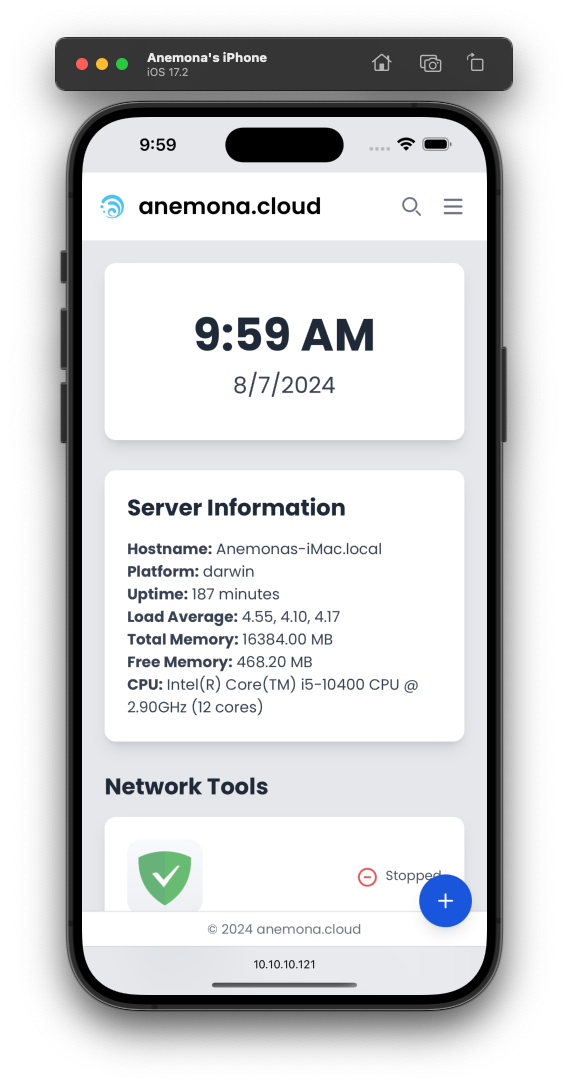 Anemona's iPhone
iOS 17.2
9:59
anemona.cloud
9:59 AM
8/7/2024
Server Information
Hostname: Anemonas-iMac.local
Platform: darwin
Uptime: 187 minutes
Load Average: 4.55, 4.10, 4.17
Total Memory: 16384.00 MB
Free Memory: 468.20 MB
CPU: Intel(R) Core(TM) i5-10400 CPU @
2.90GHz (12 cores)
Network Tools
Stopped
© 2024 anemona.cloud
10.10.10.121